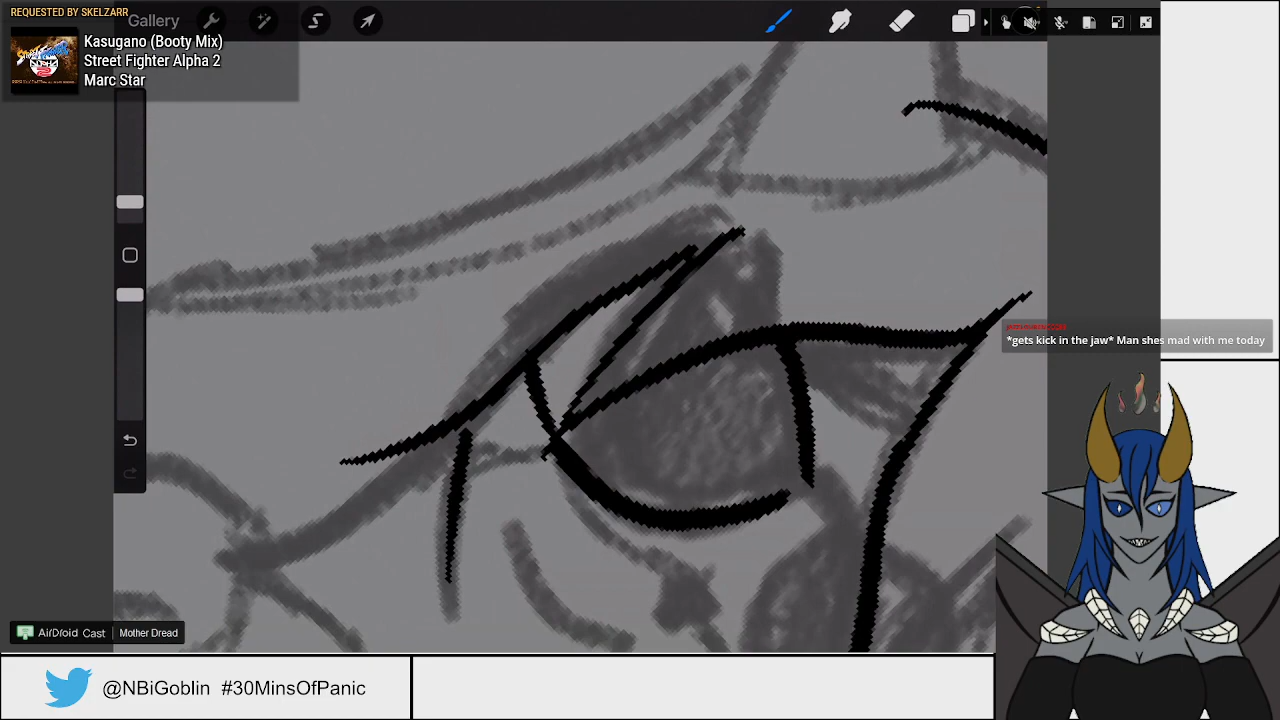 REQUESTED BY SKELZARR
Gallery
Kasugano (Booty Mix)
Street Fighter Alpha 2
Marc Star
*gets kick in the jaw* Man shes mad with me today
AirDroid Cast
Mother Dread
@NBiGoblin #30MinsOfPanic